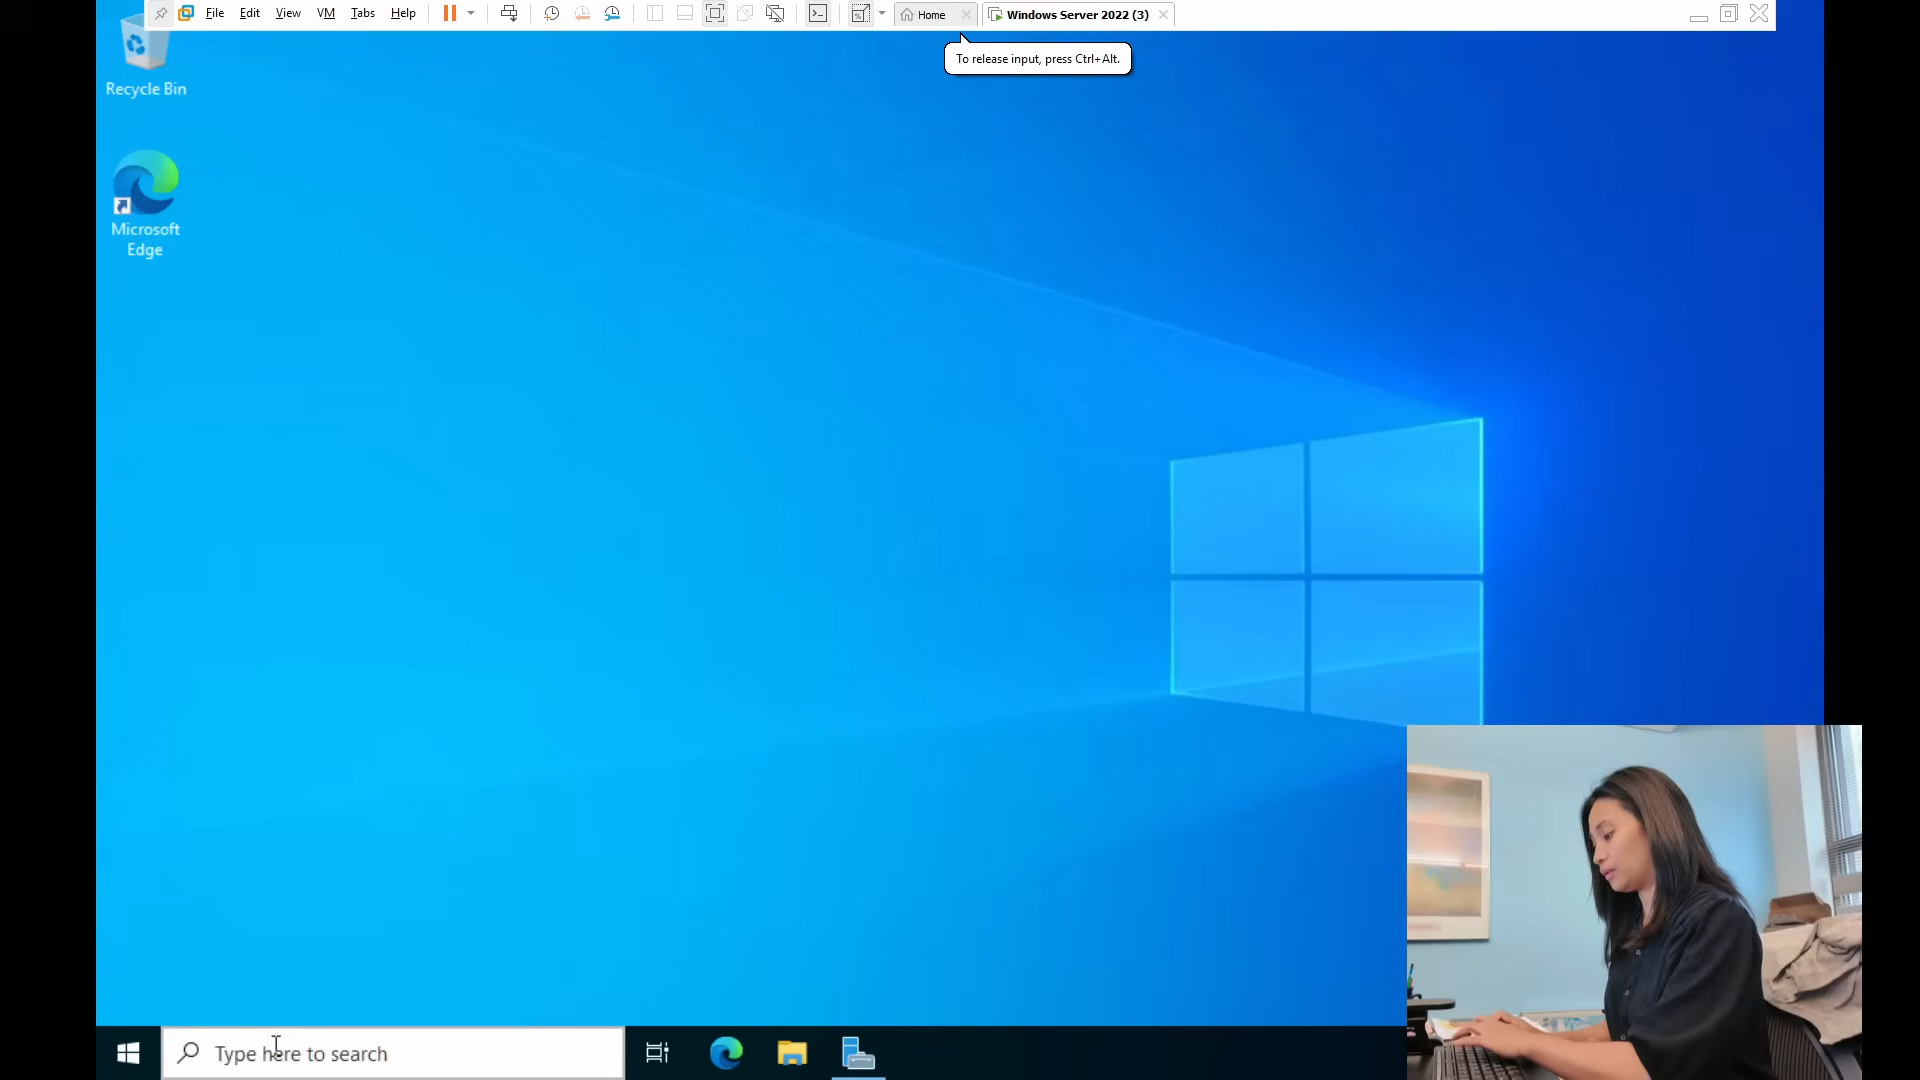 File Edit View VM Tabs Help Home Windows Server 2022 (3)
To release input, press Ctrl+Alt.
Recycle Bin
Microsoft
Edge
Type here to search